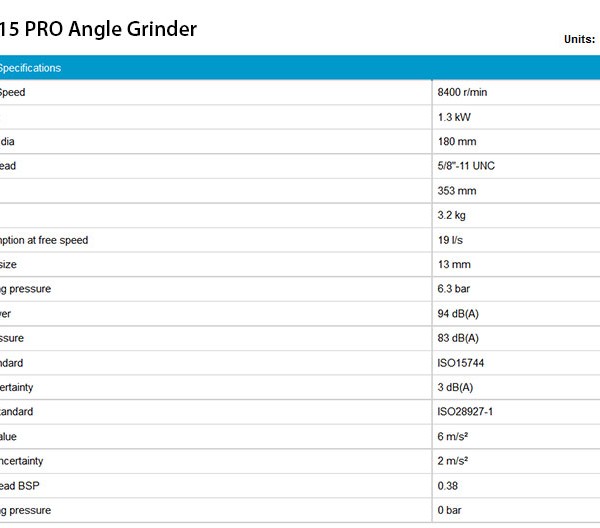 15 PRO Angle Grinder
Units:
Specifications
Speed 8400 r/min
1.3 kW
dia 180 mm
ead 5/8"-11 UNC
353 mm
3.2 kg
nption at free speed 19 l/s
size 13 mm
g pressure 6.3 bar
ver 94 dB(A)
ssure 83 dB(A)
ndard ISO15744
ertainty 3 dB(A)
tandard ISO28927-1
alue 6 m/s²
ncertainty 2 m/s²
ead BSP 0.38
g pressure 0 bar